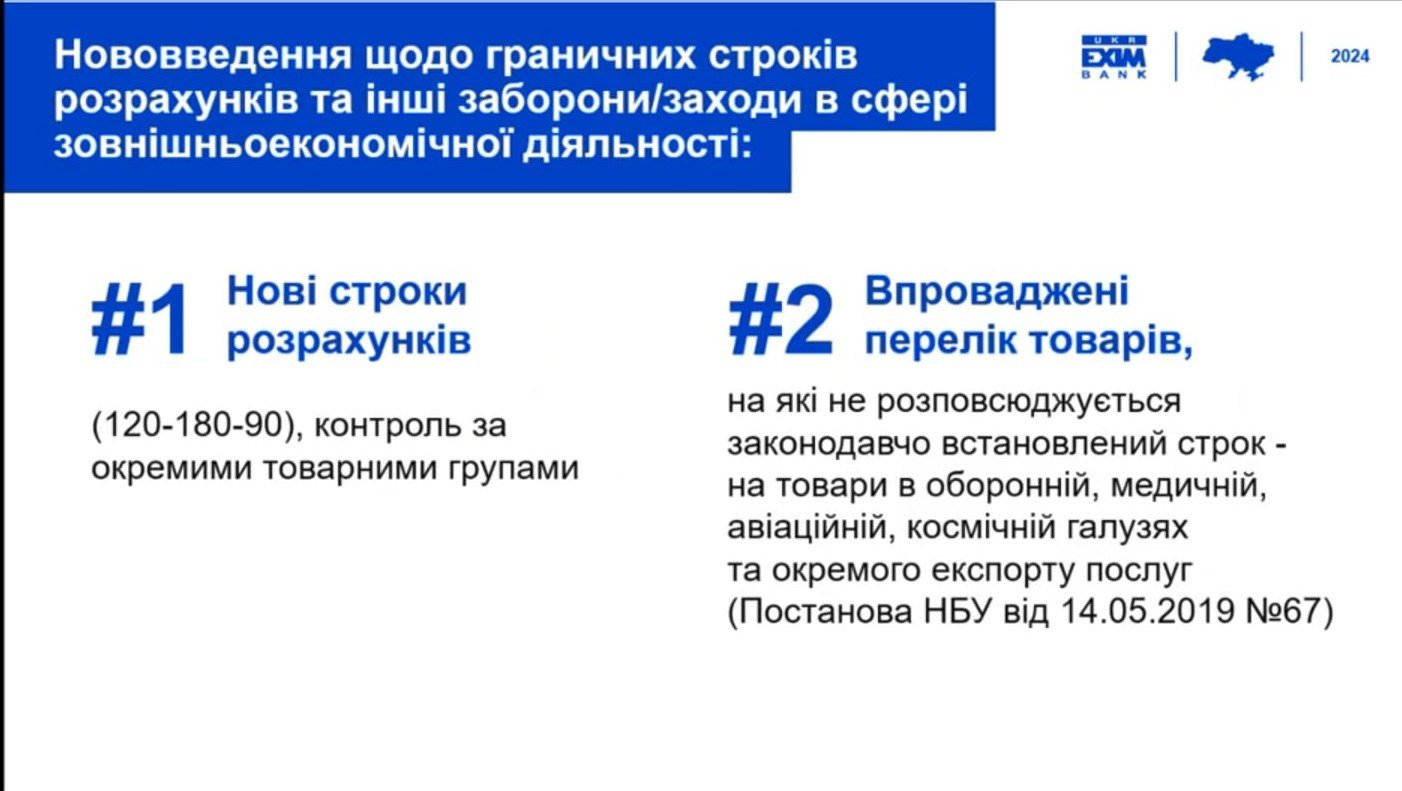 Нововведення щодо граничних строків
розрахунків та інші заборони/заходи в сфері
зовнішньоекономічної діяльності:
UKR
EXIM
BANK
2024
#1
Нові строки
розрахунків
(120-180-90), контроль за
окремими товарними групами
#2
Впроваджені
перелік товарів,
на які не розповсюджується
законодавчо встановлений строк -
на товари в оборонній, медичній,
авіаційній, космічній галузях
та окремого експорту послуг
(Постанова НБУ від 14.05.2019 №67)